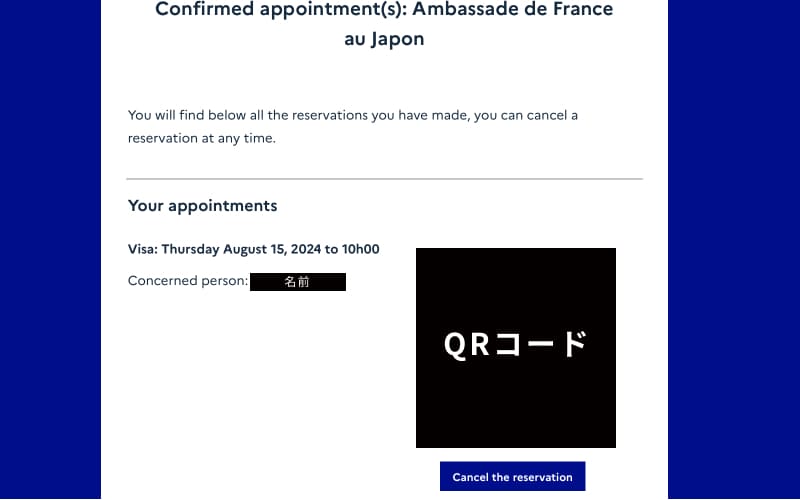 Confirmed appointment(s): Ambassade de France
au Japon
You will find below all the reservations you have made, you can cancel a
reservation at any time.
Your appointments
Visa: Thursday August 15, 2024 to 10h00
Concerned person: 名前
QRコード
Cancel the reservation